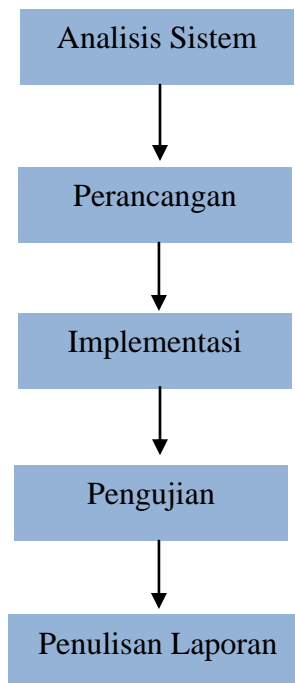 Analisis Sistem
Perancangan
Implementasi
Pengujian
Penulisan Laporan